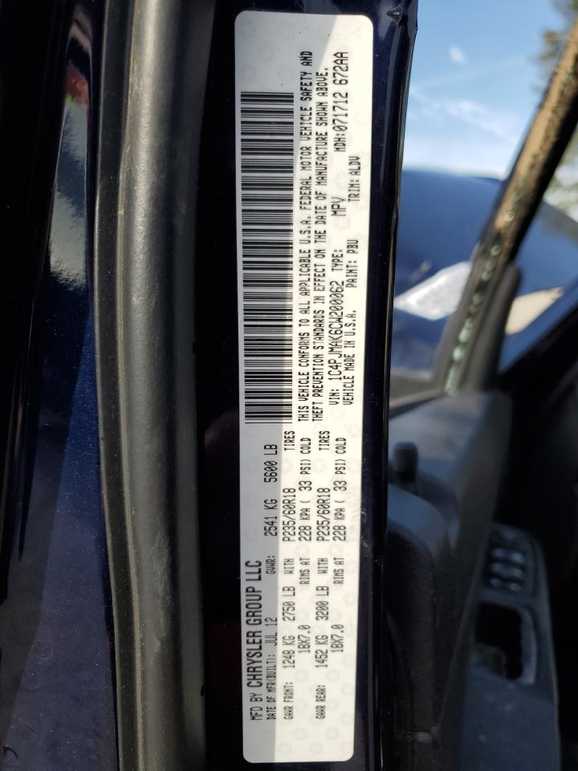 MFD BY CHRYSLER GROUP LLC
DATE OF MFR(BUILT): JUL 12 GVWR: 2541 KG 5600 LB
GAWR FRONT: 1248 KG 2750 LB WITH P235/60R18 TIRES
18X7.0 RIMS AT 228 KPA ( 33 PSI) COLD
GAWR REAR: 1452 KG 3200 LB WITH P235/60R18 TIRES
18X7.0 RIMS AT 228 KPA ( 33 PSI) COLD
THIS VEHICLE CONFORMS TO ALL APPLICABLE U.S.A. FEDERAL MOTOR VEHICLE SAFETY AND
THEFT PREVENTION STANDARDS IN EFFECT ON THE DATE OF MANUFACTURE SHOWN ABOVE.
VIN: 1C4PJMAK6CW200062 TYPE: MPV MDH:071712 672AA
VEHICLE MADE IN U.S.A. PAINT: PBU TRIM: ALDV